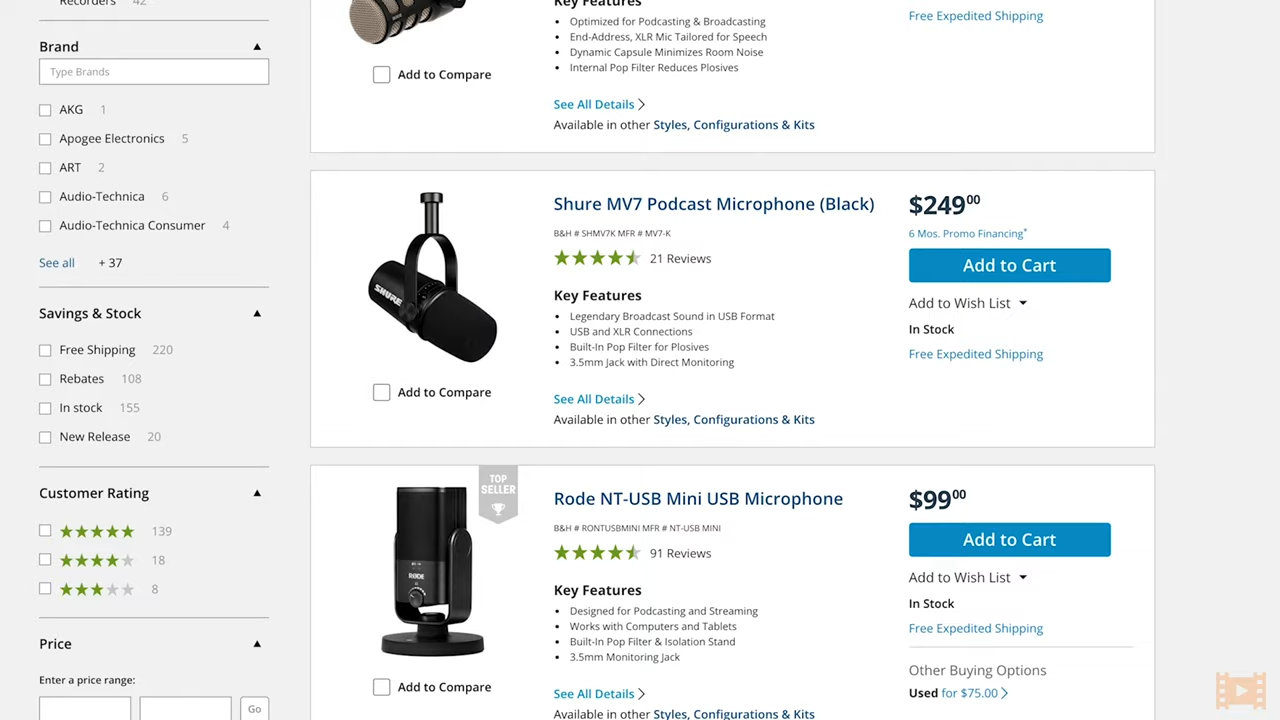 Recorders 42
Brand
Type Brands
AKG 1
Apogee Electronics 5
ART 2
Audio-Technica 6
Audio-Technica Consumer 4
See all + 37
Savings & Stock
Free Shipping 220
Rebates 108
In stock 155
New Release 20
Customer Rating
139
18
8
Price
Enter a price range:
Go
Key Features
Optimized for Podcasting & Broadcasting
End-Address, XLR Mic Tailored for Speech
Dynamic Capsule Minimizes Room Noise
Internal Pop Filter Reduces Plosives
Add to Compare
See All Details
Available in other Styles, Configurations & Kits
Free Expedited Shipping
SHURE
Add to Compare
Shure MV7 Podcast Microphone (Black)
B&H # SHMV7K MFR # MV7-K
21 Reviews
Key Features
Legendary Broadcast Sound in USB Format
USB and XLR Connections
Built-In Pop Filter for Plosives
3.5mm Jack with Direct Monitoring
See All Details
Available in other Styles, Configurations & Kits
$24900
6 Mos. Promo Financing*
Add to Cart
Add to Wish List
In Stock
Free Expedited Shipping
TOP
SELLER
RØDE
Add to Compare
Rode NT-USB Mini USB Microphone
B&H # RONTUSBMINI MFR # NT-USB MINI
91 Reviews
Key Features
Designed for Podcasting and Streaming
Works with Computers and Tablets
Built-In Pop Filter & Isolation Stand
3.5mm Monitoring Jack
See All Details
Available in other Styles, Configurations & Kits
$9900
Add to Cart
Add to Wish List
In Stock
Free Expedited Shipping
Other Buying Options
Used for $75.00